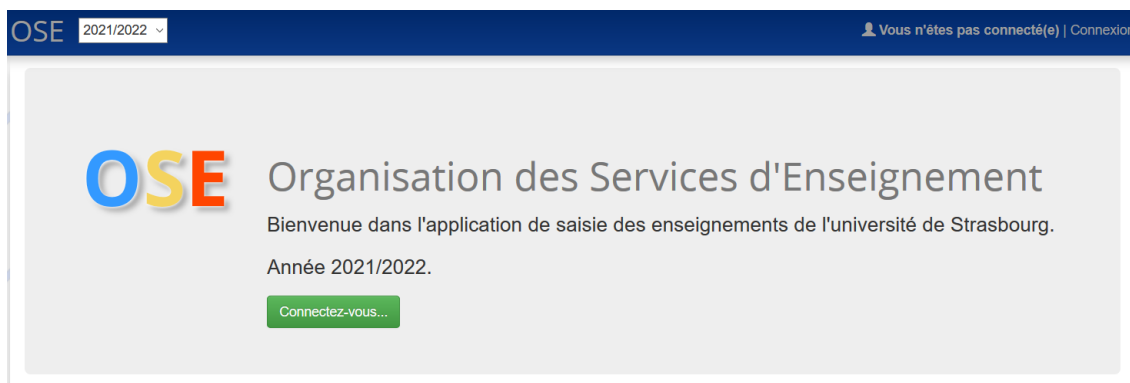 OSE 2021/2022 Vous n'êtes pas connecté(e) | Connexion
OSE
Organisation des Services d'Enseignement
Bienvenue dans l'application de saisie des enseignements de l'université de Strasbourg.
Année 2021/2022.
Connectez-vous...